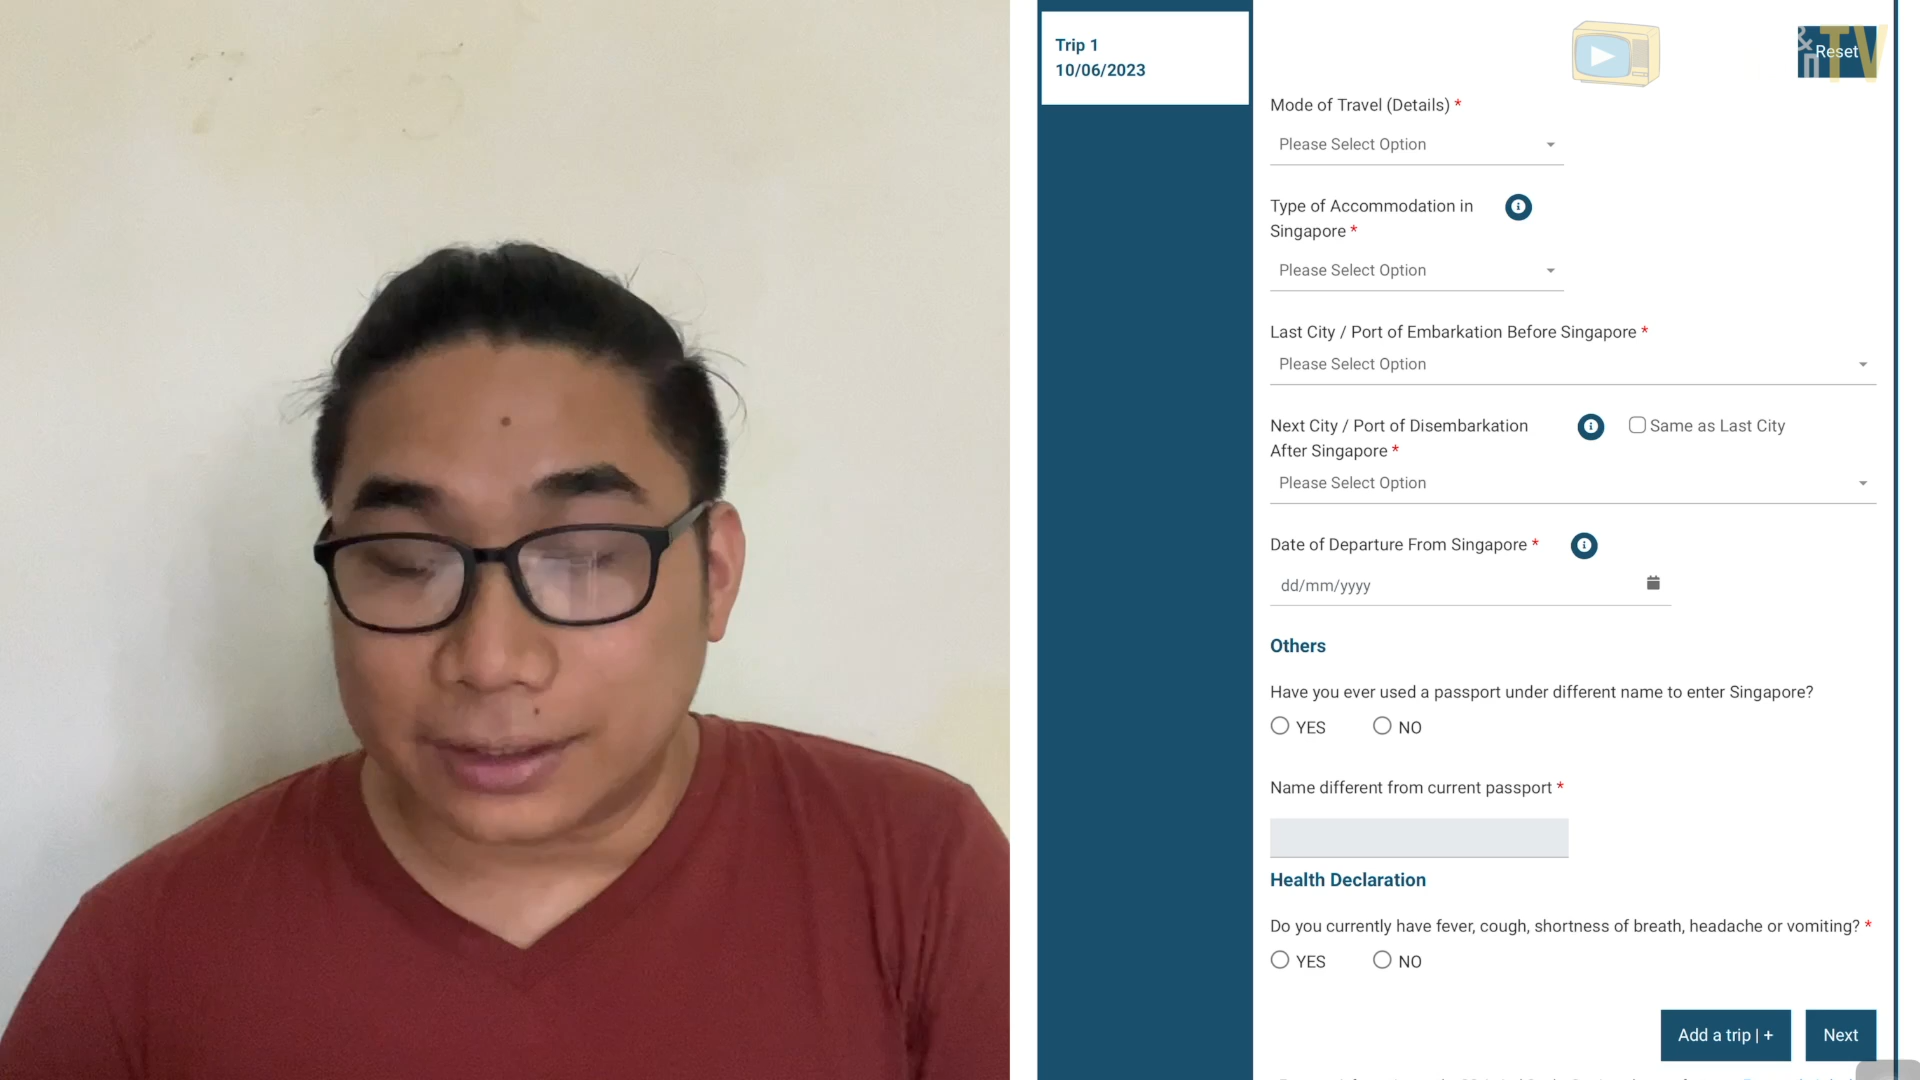 Trip 1
10/06/2023
TV
Reset
Mode of Travel (Details) *
Please Select Option
Type of Accommodation in
Singapore *
Please Select Option
Last City / Port of Embarkation Before Singapore *
Please Select Option
Next City / Port of Disembarkation
After Singapore *
Same as Last City
Please Select Option
Date of Departure From Singapore *
dd/mm/yyyy
Others
Have you ever used a passport under different name to enter Singapore?
YES NO
Name different from current passport *
Health Declaration
Do you currently have fever, cough, shortness of breath, headache or vomiting? *
YES NO
Add a trip | + Next